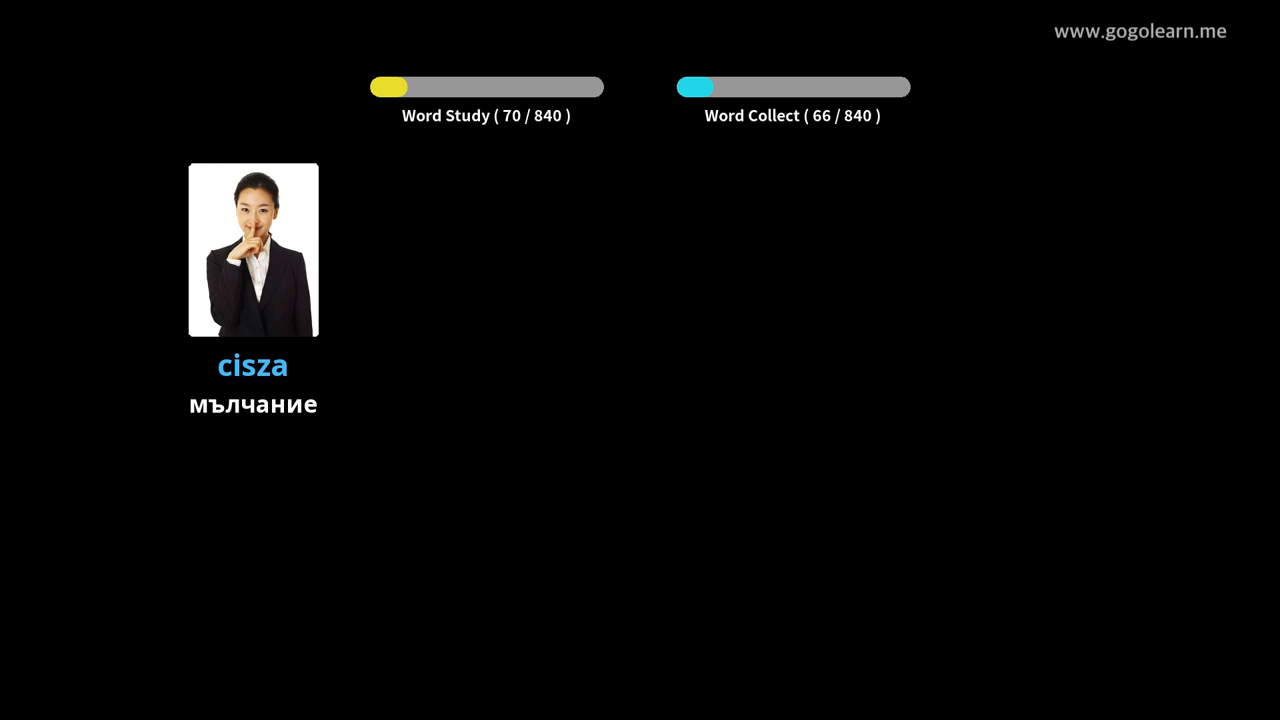 www.gogolearn.me
Word Study ( 70 / 840 )
Word Collect ( 66 / 840 )
cisza
мълчание